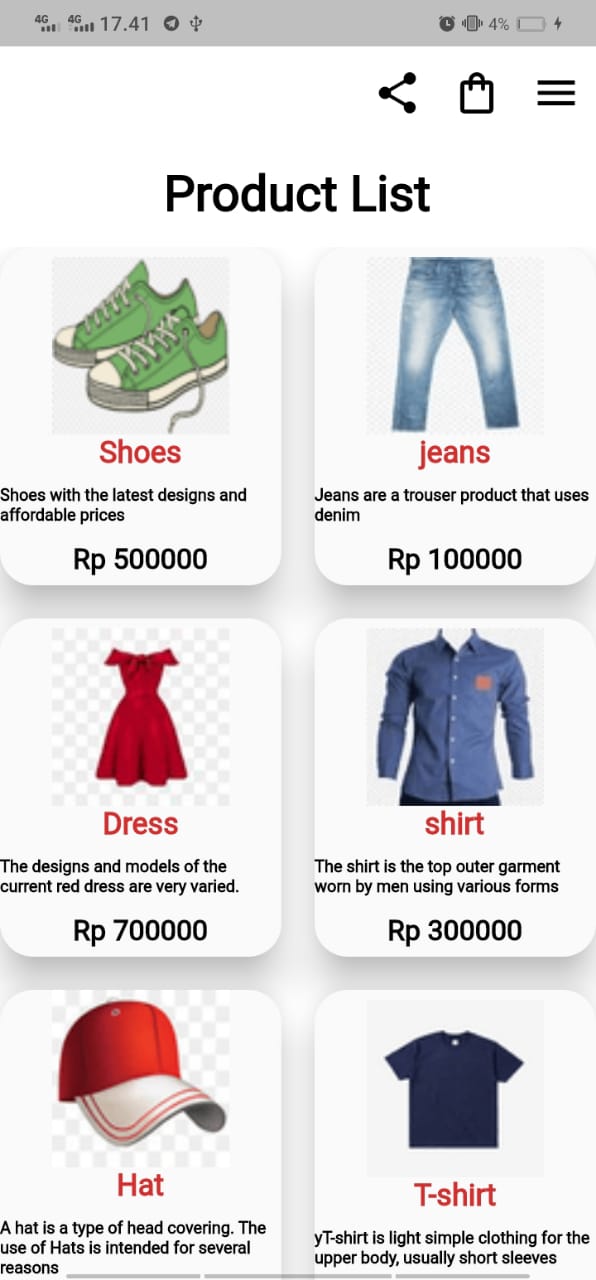 4G 4G 17.41 4%
Product List
Shoes
Shoes with the latest designs and
affordable prices
Rp 500000
jeans
Jeans are a trouser product that uses
denim
Rp 100000
Dress
The designs and models of the
current red dress are very varied.
Rp 700000
shirt
The shirt is the top outer garment
worn by men using various forms
Rp 300000
Hat
A hat is a type of head covering. The
use of Hats is intended for several
reasons
T-shirt
yT-shirt is light simple clothing for the
upper body, usually short sleeves